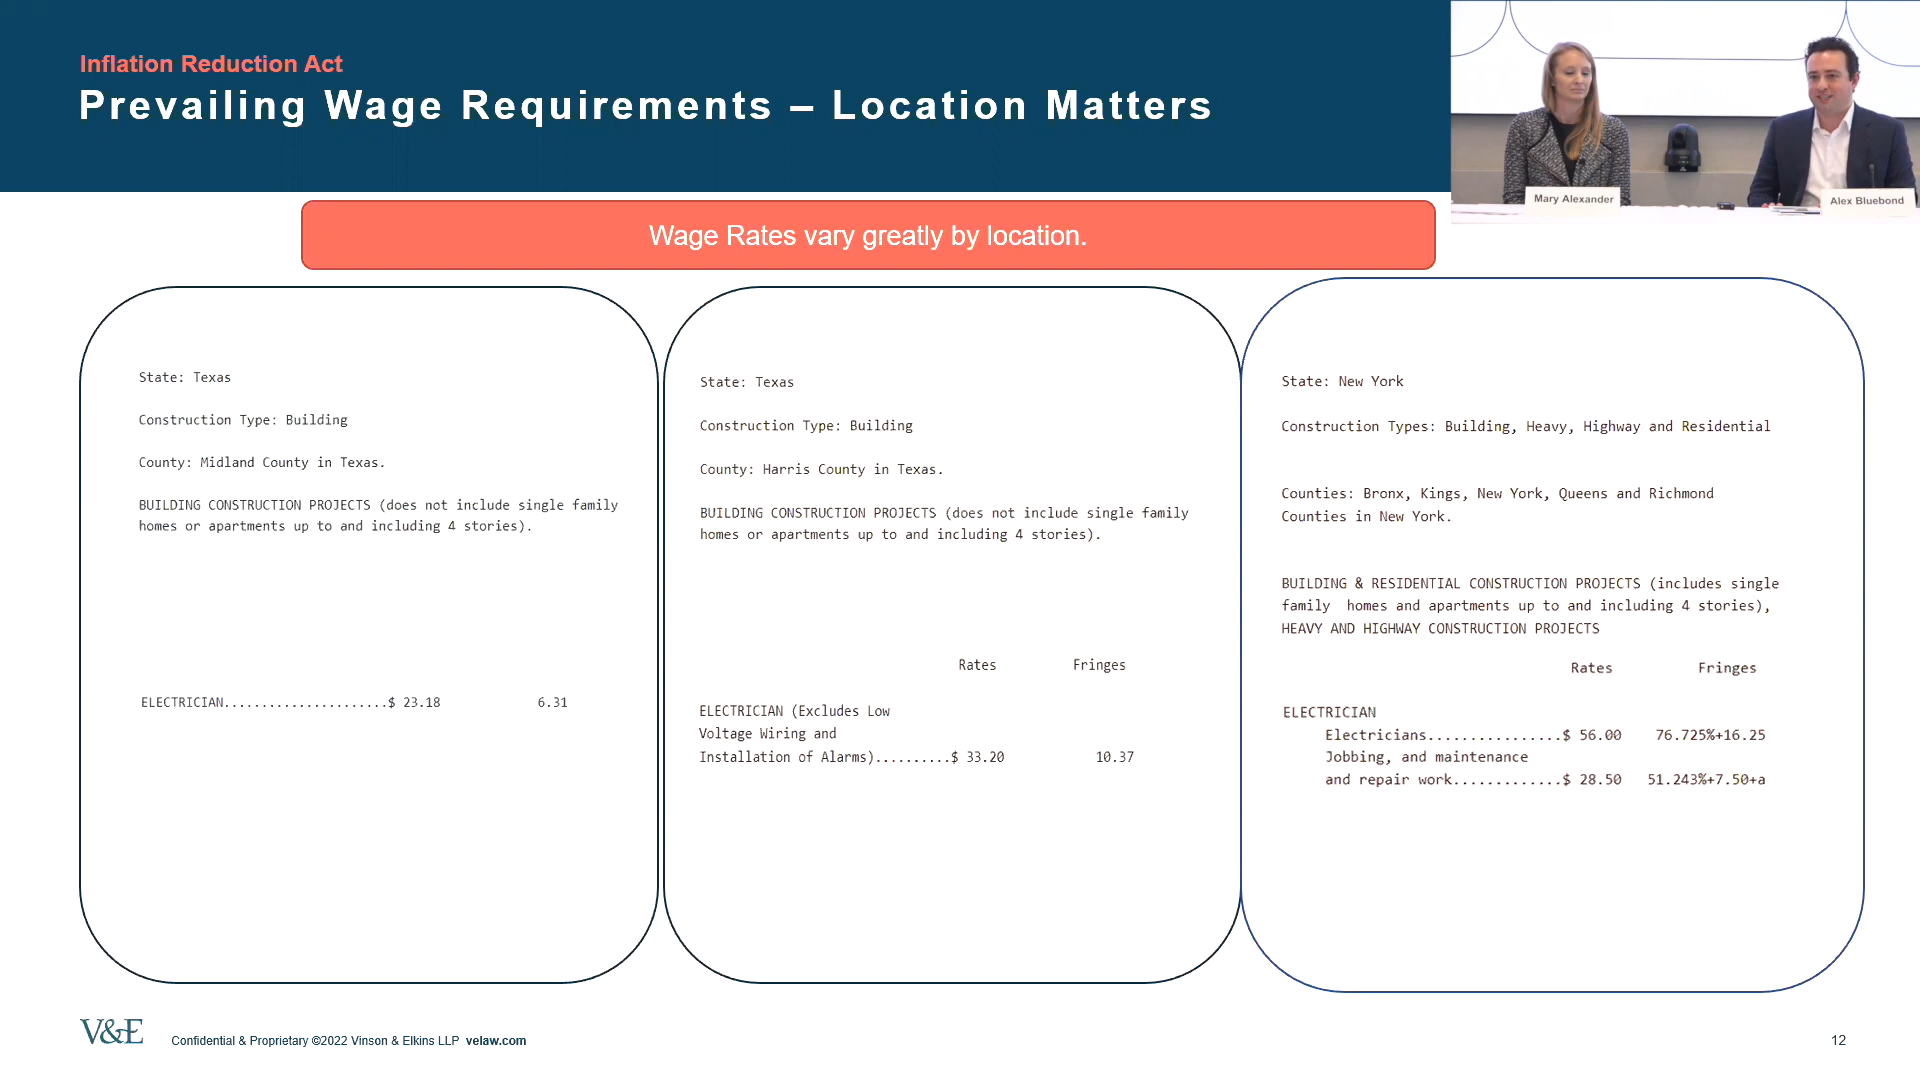 Inflation Reduction Act
Prevailing Wage Requirements – Location Matters
Mary Alexander
Alex Bluebond
Wage Rates vary greatly by location.
State: Texas
Construction Type: Building
County: Midland County in Texas.
BUILDING CONSTRUCTION PROJECTS (does not include single family
homes or apartments up to and including 4 stories).
ELECTRICIAN......................$ 23.18 6.31
State: Texas
Construction Type: Building
County: Harris County in Texas.
BUILDING CONSTRUCTION PROJECTS (does not include single family
homes or apartments up to and including 4 stories).
Rates Fringes
ELECTRICIAN (Excludes Low
Voltage Wiring and
Installation of Alarms)..........$ 33.20 10.37
State: New York
Construction Types: Building, Heavy, Highway and Residential
Counties: Bronx, Kings, New York, Queens and Richmond
Counties in New York.
BUILDING & RESIDENTIAL CONSTRUCTION PROJECTS (includes single
family homes and apartments up to and including 4 stories),
HEAVY AND HIGHWAY CONSTRUCTION PROJECTS
Rates Fringes
ELECTRICIAN
Electricians................$ 56.00 76.725%+16.25
Jobbing, and maintenance
and repair work.............$ 28.50 51.243%+7.50+a
V&E
Confidential & Proprietary ©2022 Vinson & Elkins LLP velaw.com
12